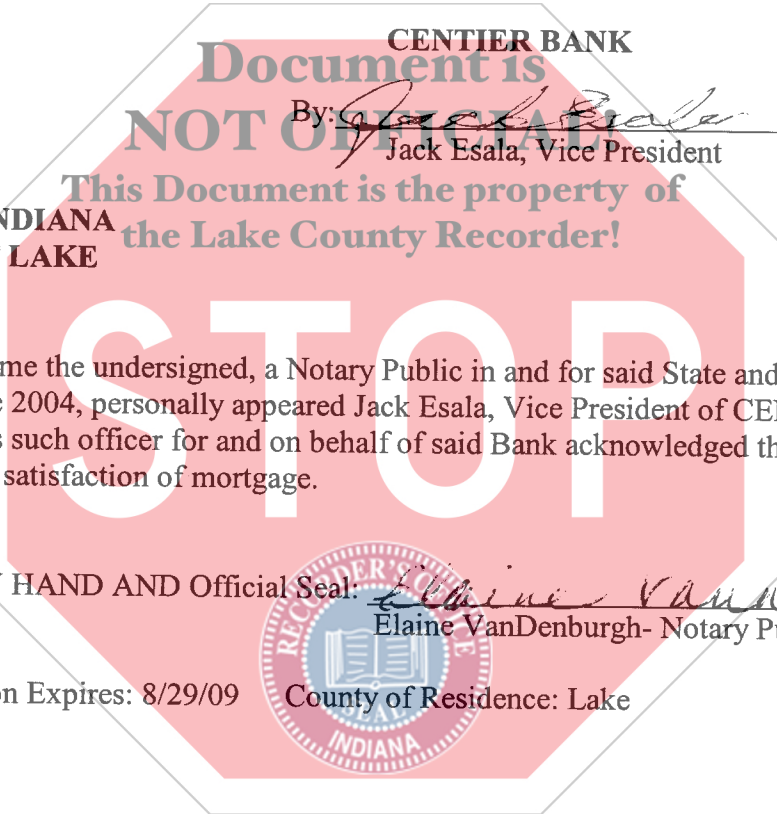 CENTIER BANK
Document is
NOT OFFICIAL!
By: Jack Esala
Jack Esala, Vice President
This Document is the property of
the Lake County Recorder!
NDIANA
LAKE
STOP
me the undersigned, a Notary Public in and for said State and
2004, personally appeared Jack Esala, Vice President of CE
s such officer for and on behalf of said Bank acknowledged th
satisfaction of mortgage.
HAND AND Official Seal: Elaine Van
Elaine VanDenburgh- Notary P
RECORDER'S OFFICE
SEAL
INDIANA
n Expires: 8/29/09 County of Residence: Lake